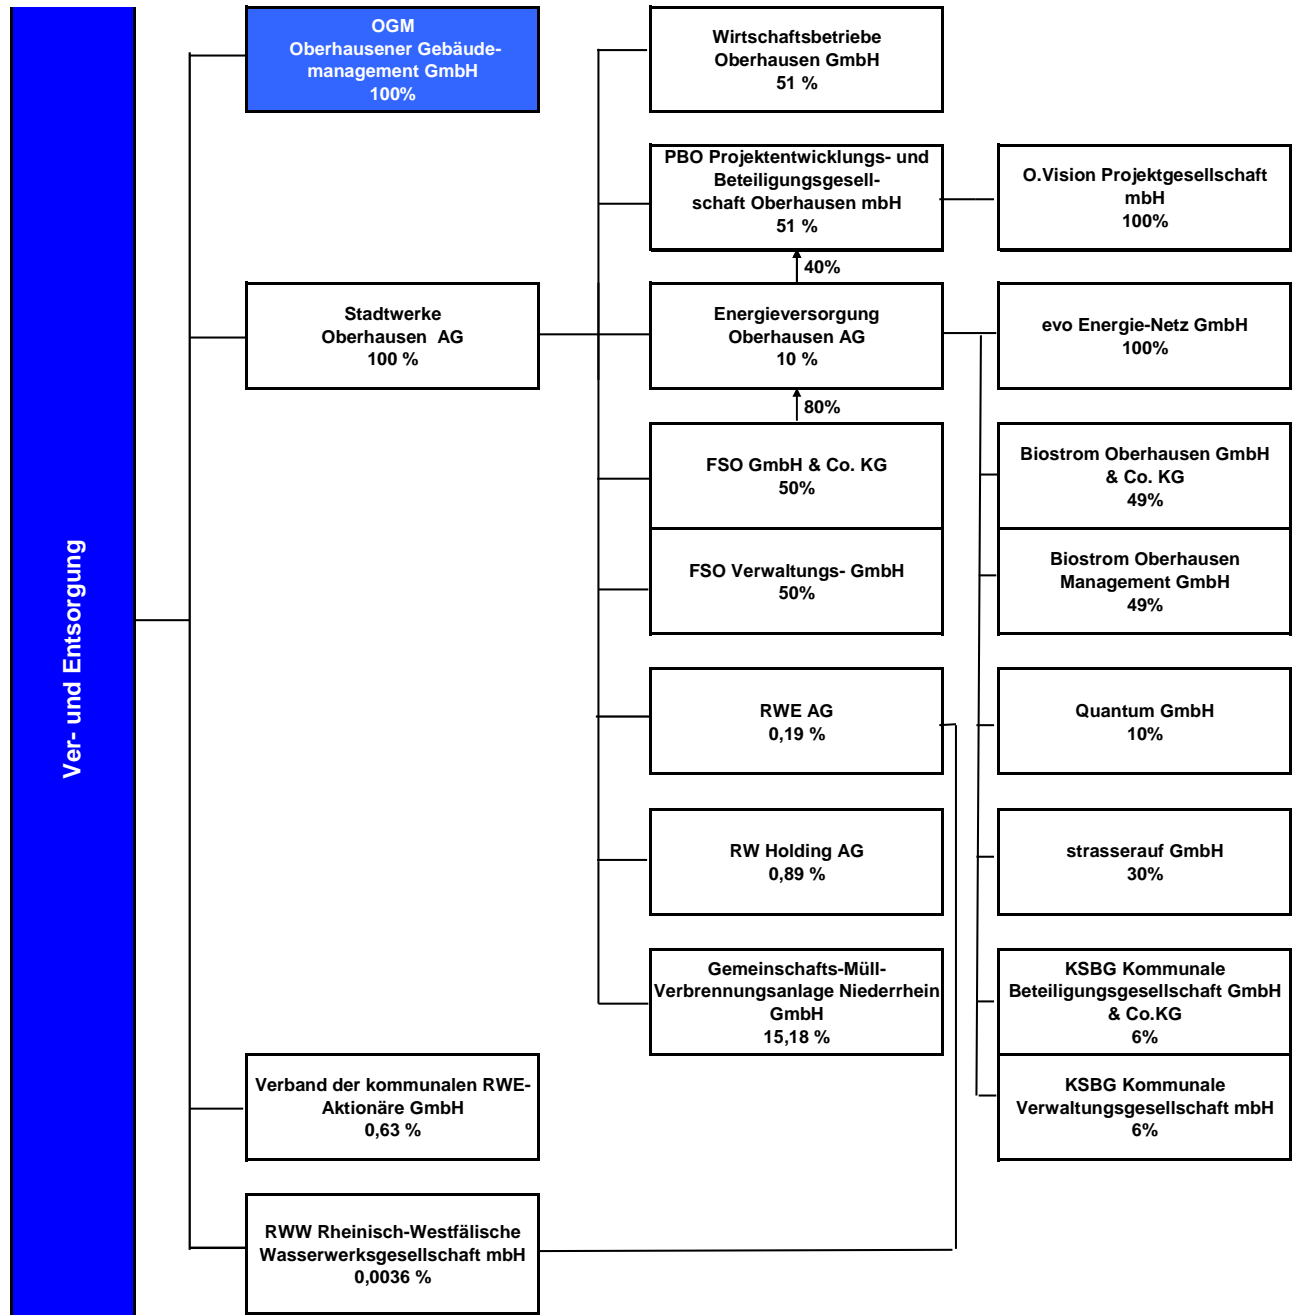 Ver- und Entsorgung
OGM
Oberhausener Gebäude-
management GmbH
100%
Stadtwerke
Oberhausen AG
100 %
Verband der kommunalen RWE-
Aktionäre GmbH
0,63 %
RWW Rheinisch-Westfälische
Wasserwerksgesellschaft mbH
0,0036 %
Wirtschaftsbetriebe
Oberhausen GmbH
51 %
PBO Projektentwicklungs- und
Beteiligungsgesell-
schaft Oberhausen mbH
51 %
40%
Energieversorgung
Oberhausen AG
10 %
80%
FSO GmbH & Co. KG
50%
FSO Verwaltungs- GmbH
50%
RWE AG
0,19 %
RW Holding AG
0,89 %
Gemeinschafts-Müll-
Verbrennungsanlage Niederrhein
GmbH
15,18 %
O.Vision Projektgesellschaft
mbH
100%
evo Energie-Netz GmbH
100%
Biostrom Oberhausen GmbH
& Co. KG
49%
Biostrom Oberhausen
Management GmbH
49%
Quantum GmbH
10%
strasserauf GmbH
30%
KSBG Kommunale
Beteiligungsgesellschaft GmbH
& Co.KG
6%
KSBG Kommunale
Verwaltungsgesellschaft mbH
6%